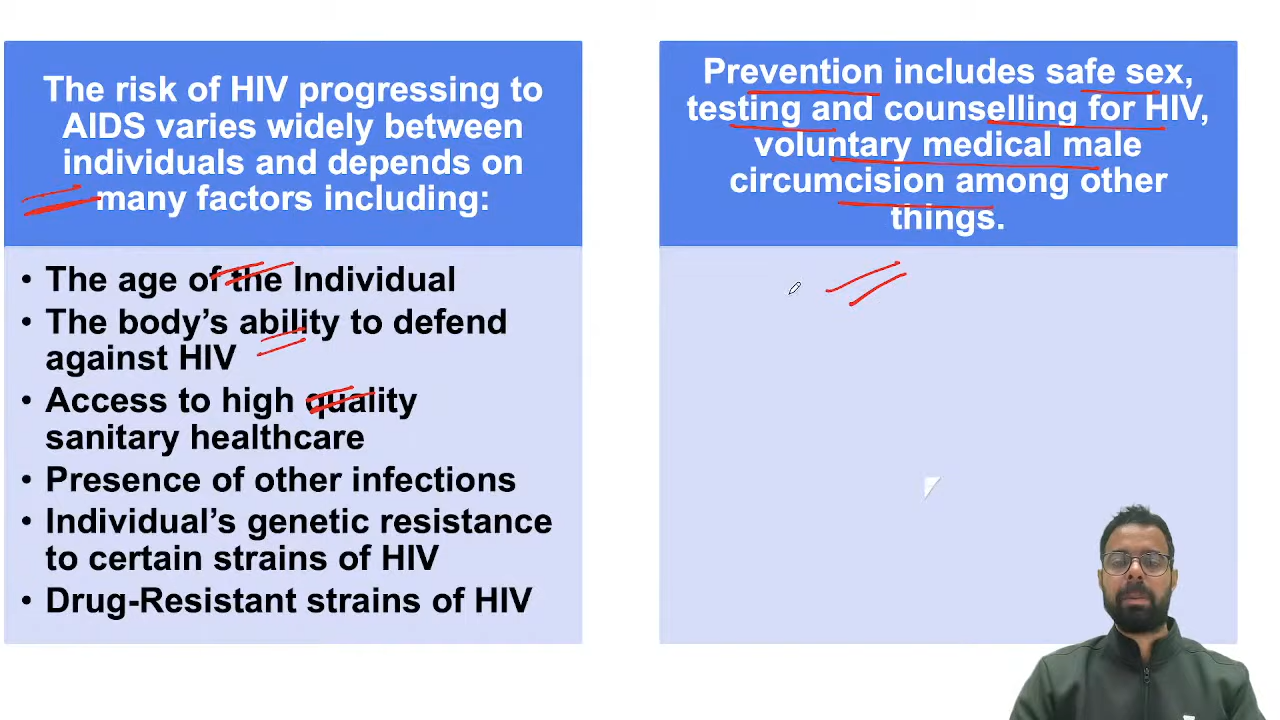 The risk of HIV progressing to
AIDS varies widely between
individuals and depends on
many factors including:
• The age of the Individual
• The body's ability to defend
against HIV
• Access to high quality
sanitary healthcare
• Presence of other infections
• Individual's genetic resistance
to certain strains of HIV
• Drug-Resistant strains of HIV
Prevention includes safe sex,
testing and counselling for HIV,
voluntary medical male
circumcision among other
things.